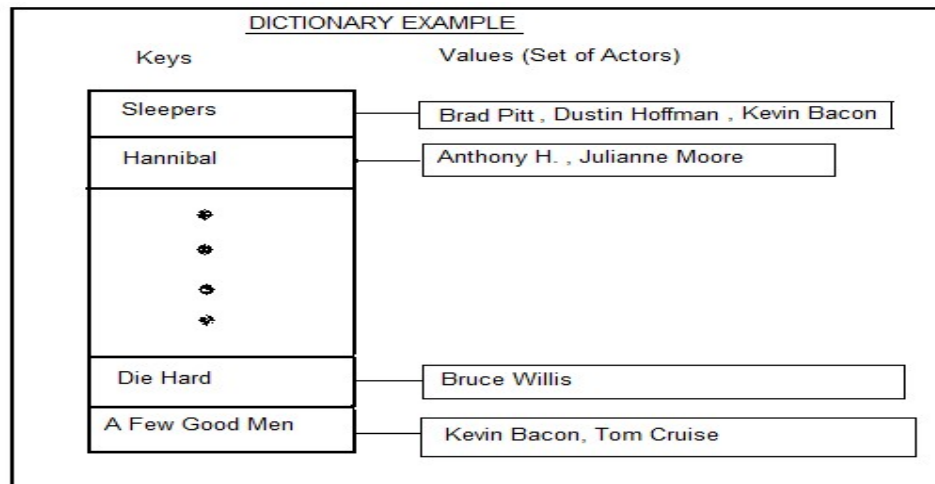 DICTIONARY EXAMPLE
Keys
Values (Set of Actors)
Sleepers
Brad Pitt , Dustin Hoffman , Kevin Bacon
Hannibal
Anthony H. , Julianne Moore
Die Hard
Bruce Willis
A Few Good Men
Kevin Bacon, Tom Cruise